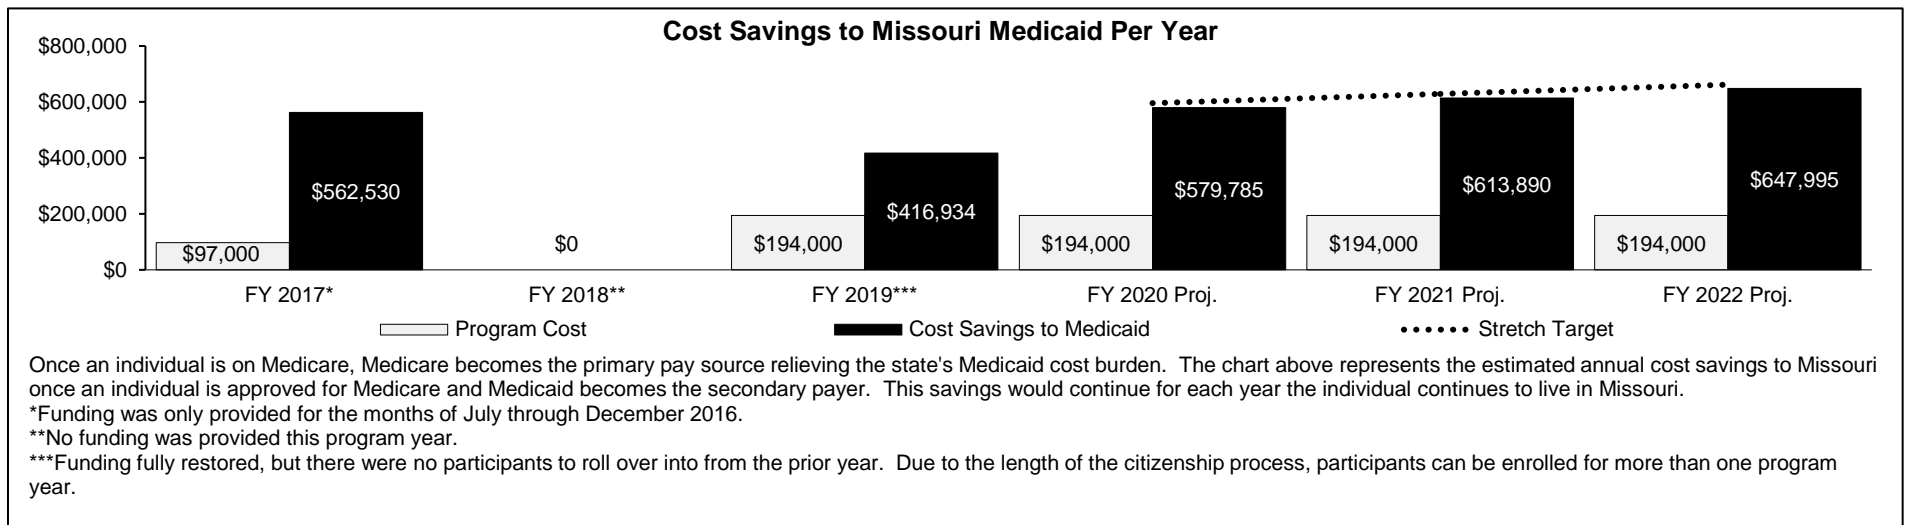 Cost Savings to Missouri Medicaid Per Year
$800,000
$600,000
$400,000
$200,000
$0
$97,000
$562,530
$0
$194,000
$416,934
$194,000
$579,785
$194,000
$613,890
$194,000
$647,995
FY 2017*
FY 2018**
FY 2019***
FY 2020 Proj.
FY 2021 Proj.
FY 2022 Proj.
Program Cost
Cost Savings to Medicaid
Stretch Target
Once an individual is on Medicare, Medicare becomes the primary pay source relieving the state's Medicaid cost burden.  The chart above represents the estimated annual cost savings to Missouri
once an individual is approved for Medicare and Medicaid becomes the secondary payer.  This savings would continue for each year the individual continues to live in Missouri.
*Funding was only provided for the months of July through December 2016.
**No funding was provided this program year.
***Funding fully restored, but there were no participants to roll over into from the prior year.  Due to the length of the citizenship process, participants can be enrolled for more than one program
year.